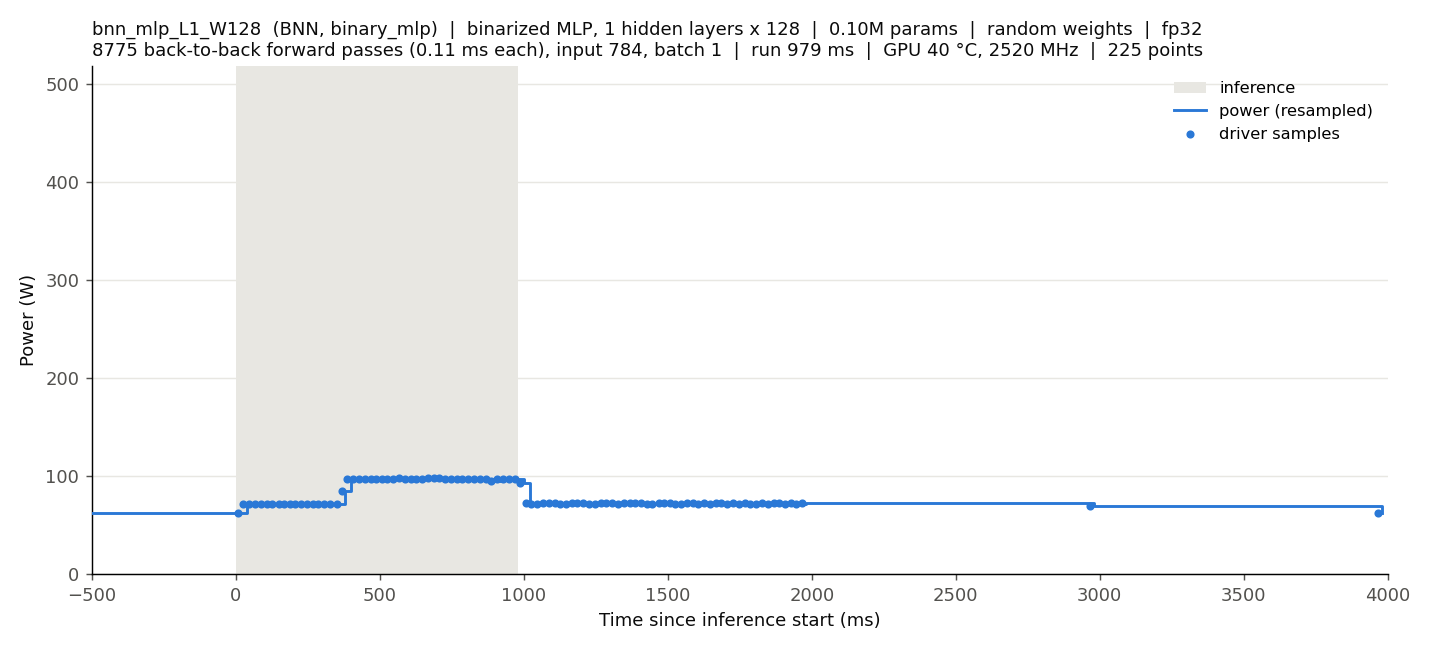 bnn_mlp_L1_W128  (BNN, binary_mlp)  |  binarized MLP, 1 hidden layers x 128  |  0.10M params  |  random weights  |  fp32
8775 back-to-back forward passes (0.11 ms each), input 784, batch 1  |  run 979 ms  |  GPU 40 °C, 2520 MHz  |  225 points
inference
power (resampled)
driver samples
Power (W)
500
400
300
200
100
0
−500
0
500
1000
1500
2000
2500
3000
3500
4000
Time since inference start (ms)